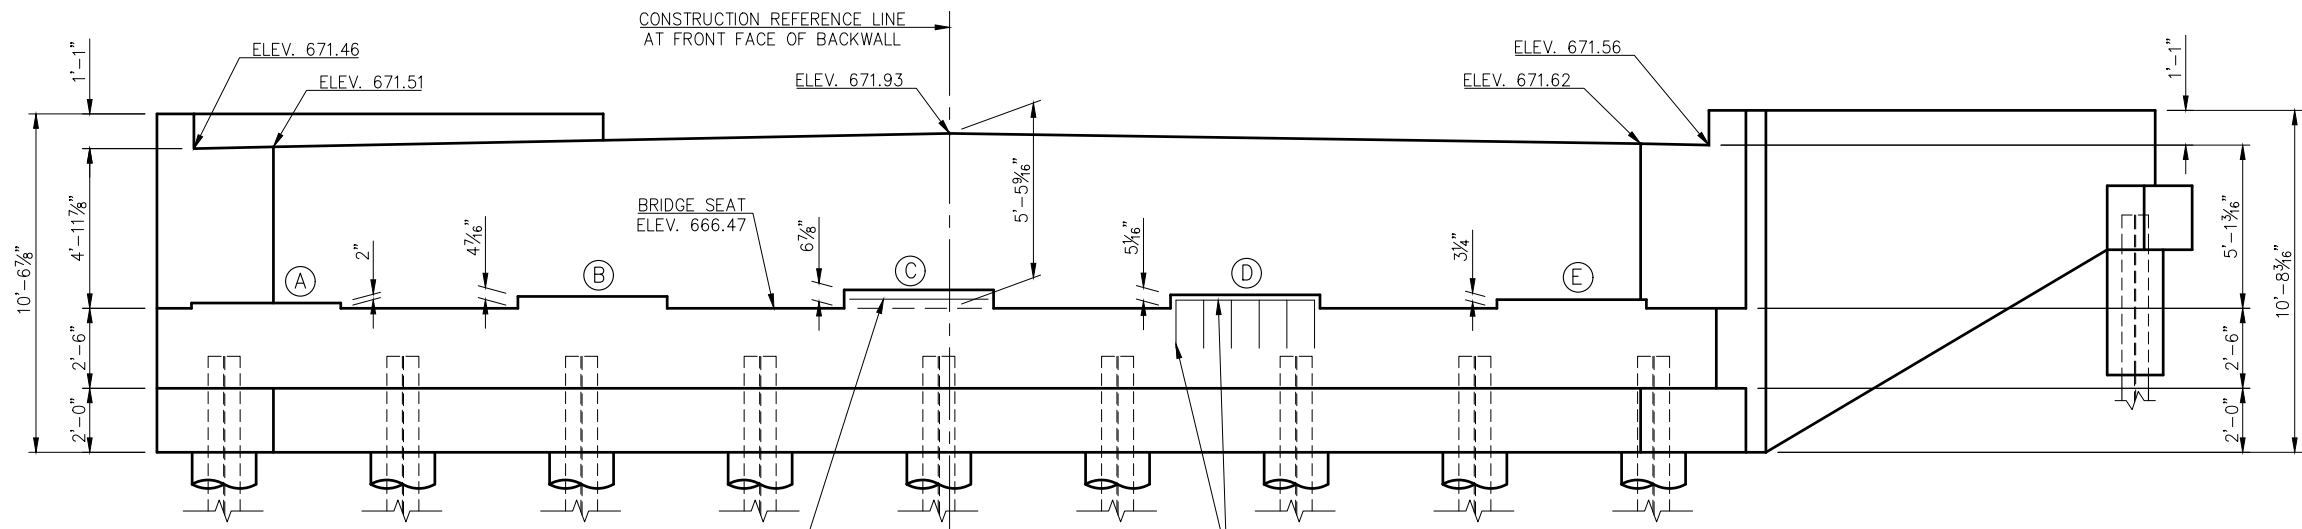 CONSTRUCTION REFERENCE LINE
AT FRONT FACE OF BACKWALL
ELEV. 671.46
ELEV. 671.51
ELEV. 671.93
ELEV. 671.56
ELEV. 671.62
1'-1"
1'-1"
10'-6⅞"
4'-11⅞"
2'-6"
2'-0"
2"
4⁷⁄₁₆"
BRIDGE SEAT
ELEV. 666.47
6⅞"
5'-5⁹⁄₁₆"
5¹⁄₁₆"
3¼"
A
B
C
D
E
5'-1³⁄₁₆"
2'-6"
2'-0"
10'-8³⁄₁₆"